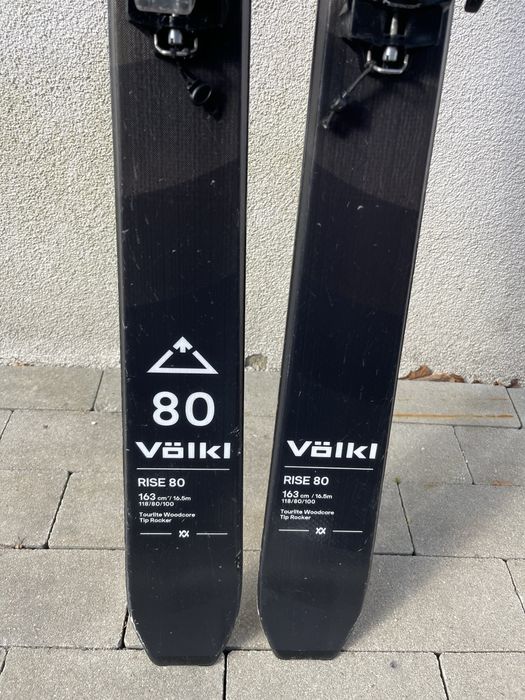 80
Völkl
RISE 80
163 cm / 16.5m
118/80/100
Tourlite Woodcore
Tip Rocker
Völkl
RISE 80
163 cm / 16.5m
118/80/100
Tourlite Woodcore
Tip Rocker